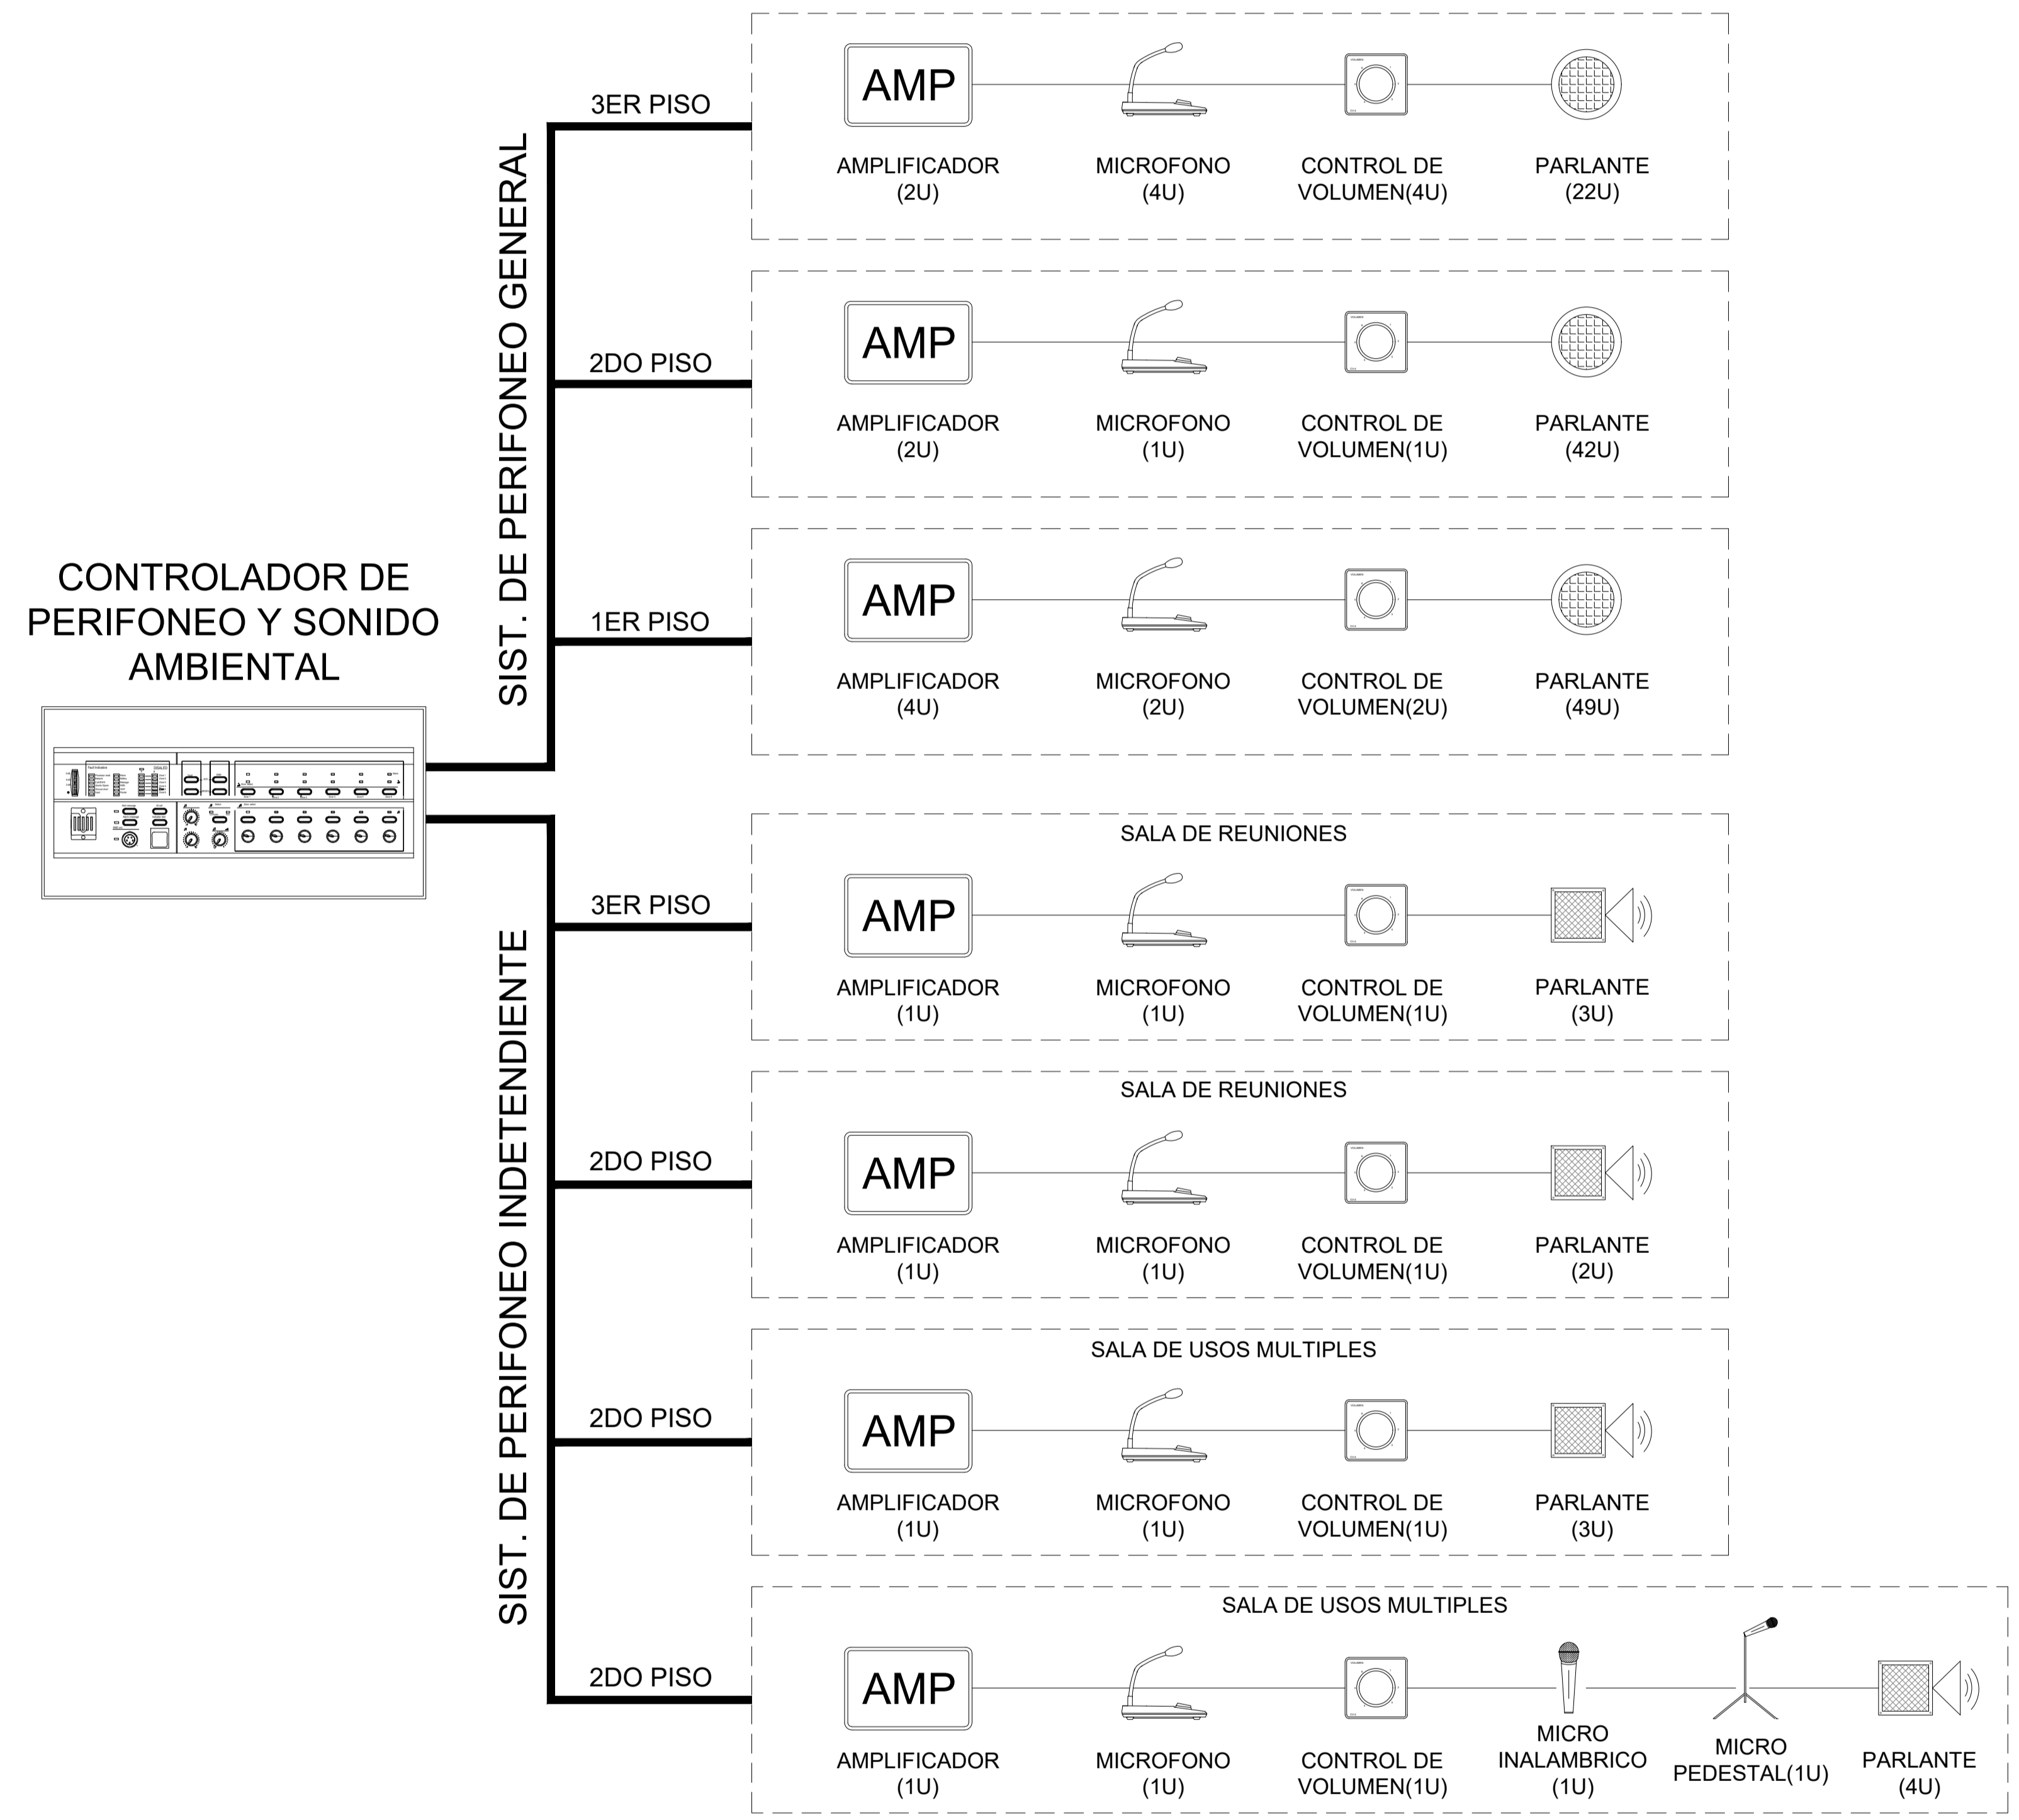 CONTROLADOR DE
PERIFONEO Y SONIDO
AMBIENTAL
SIST. DE PERIFONEO GENERAL
3ER PISO
AMP
AMPLIFICADOR
(2U)
MICROFONO
(4U)
CONTROL DE
VOLUMEN(4U)
PARLANTE
(22U)
2DO PISO
AMP
AMPLIFICADOR
(2U)
MICROFONO
(1U)
CONTROL DE
VOLUMEN(1U)
PARLANTE
(42U)
1ER PISO
AMP
AMPLIFICADOR
(4U)
MICROFONO
(2U)
CONTROL DE
VOLUMEN(2U)
PARLANTE
(49U)
SIST. DE PERIFONEO INDETENDIENTE
3ER PISO
SALA DE REUNIONES
AMP
AMPLIFICADOR
(1U)
MICROFONO
(1U)
CONTROL DE
VOLUMEN(1U)
PARLANTE
(3U)
2DO PISO
SALA DE REUNIONES
AMP
AMPLIFICADOR
(1U)
MICROFONO
(1U)
CONTROL DE
VOLUMEN(1U)
PARLANTE
(2U)
2DO PISO
SALA DE USOS MULTIPLES
AMP
AMPLIFICADOR
(1U)
MICROFONO
(1U)
CONTROL DE
VOLUMEN(1U)
PARLANTE
(3U)
2DO PISO
SALA DE USOS MULTIPLES
AMP
AMPLIFICADOR
(1U)
MICROFONO
(1U)
CONTROL DE
VOLUMEN(1U)
MICRO
INALAMBRICO
(1U)
MICRO
PEDESTAL(1U)
PARLANTE
(4U)